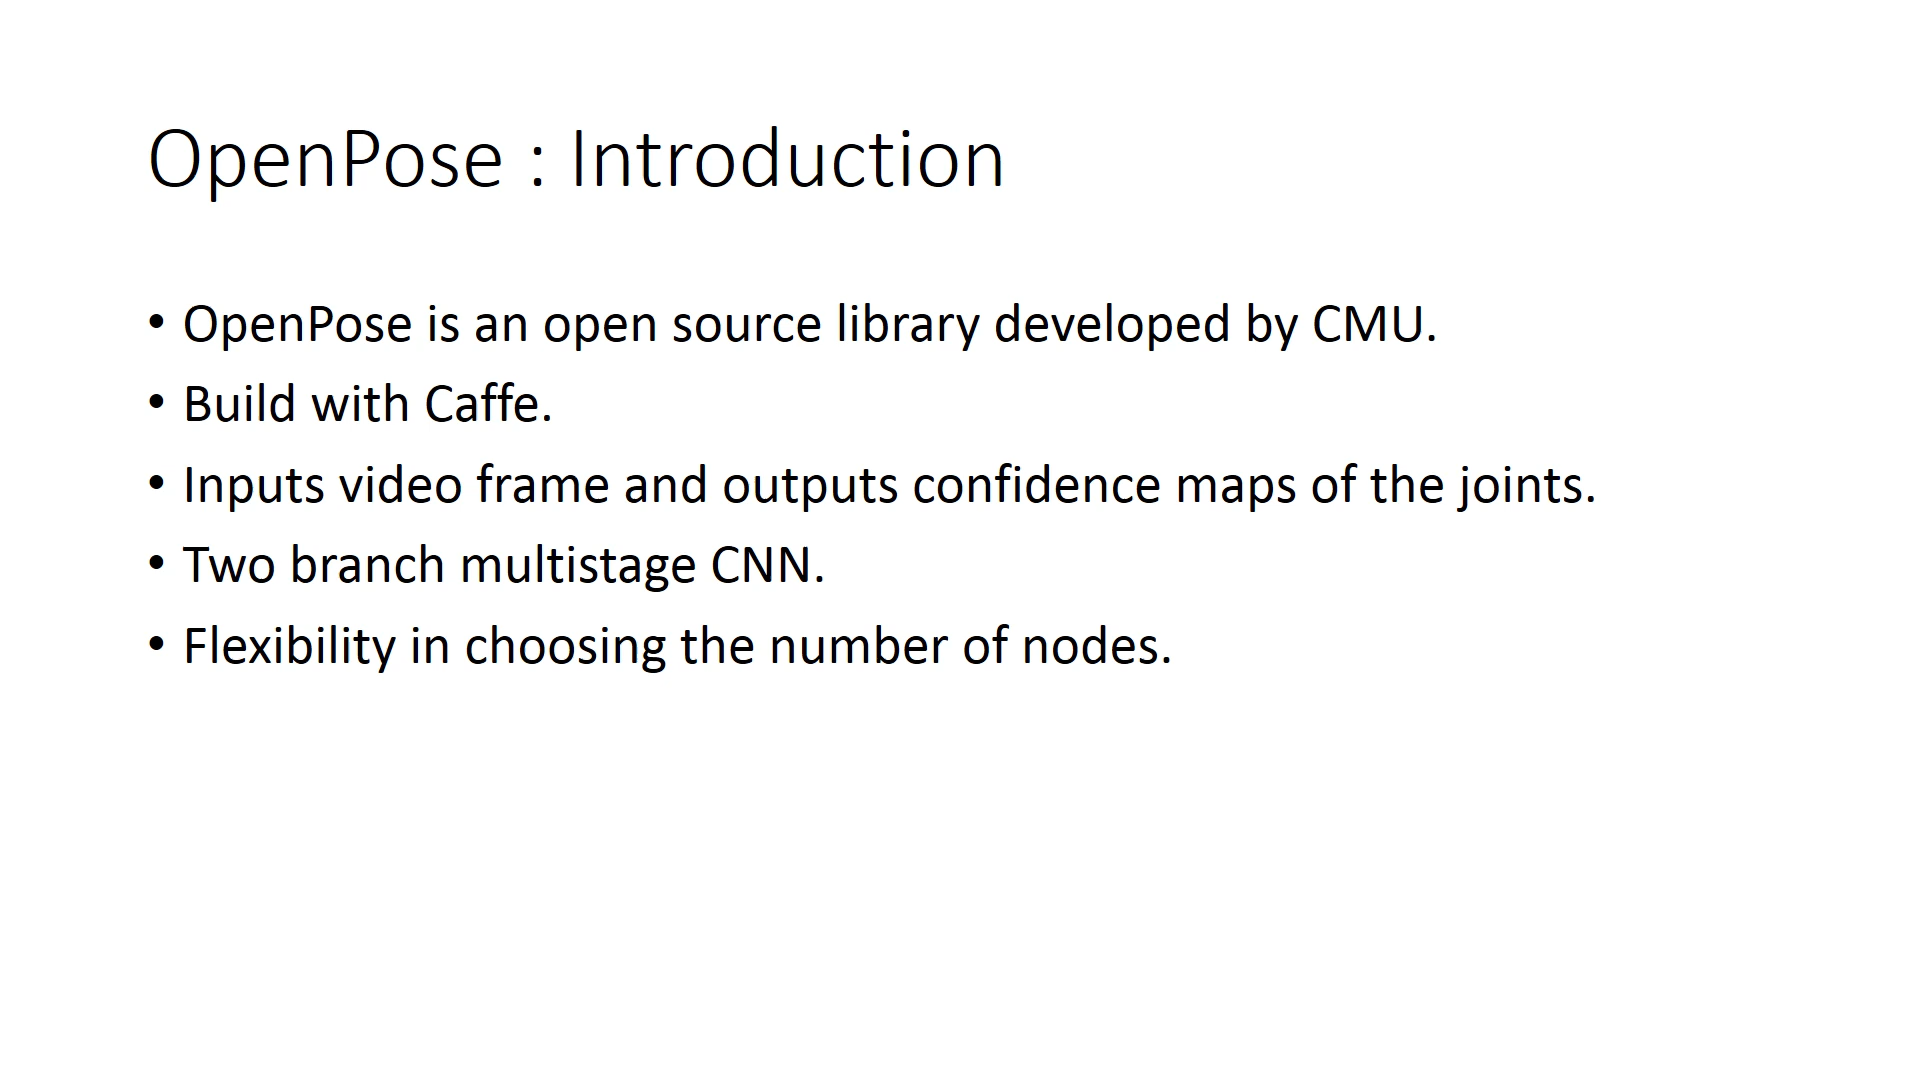 OpenPose : Introduction
• OpenPose is an open source library developed by CMU.
• Build with Caffe.
• Inputs video frame and outputs confidence maps of the joints.
• Two branch multistage CNN.
• Flexibility in choosing the number of nodes.